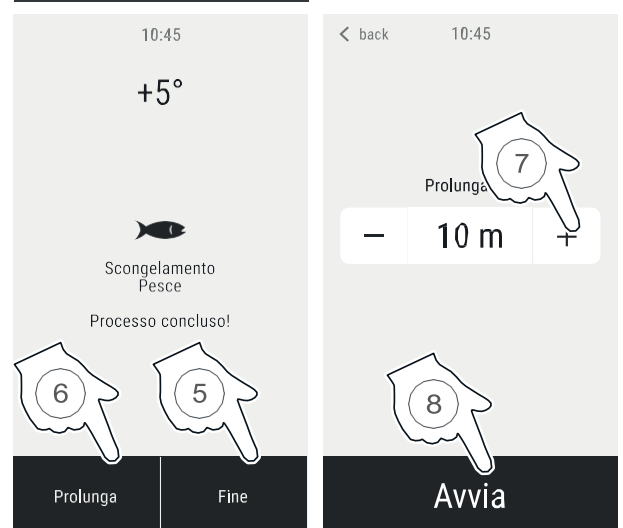 10:45
+5°
Scongelamento
Pesce
Processo concluso!
6
5
Prolunga
Fine
back
10:45
7
Prolunga
− 10 m +
8
Avvia